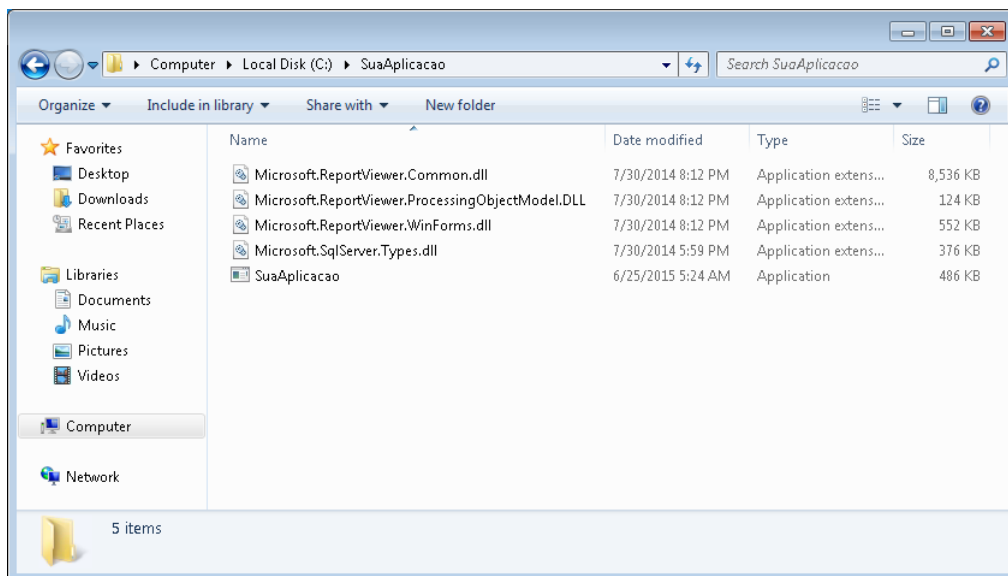 Computer Local Disk (C:) SuaAplicacao Search SuaAplicacao
Organize Include in library Share with New folder
Favorites
Desktop
Downloads
Recent Places
Libraries
Documents
Music
Pictures
Videos
Computer
Network
Name Date modified Type Size
Microsoft.ReportViewer.Common.dll 7/30/2014 8:12 PM Application extens... 8,536 KB
Microsoft.ReportViewer.ProcessingObjectModel.DLL 7/30/2014 8:12 PM Application extens... 124 KB
Microsoft.ReportViewer.WinForms.dll 7/30/2014 8:12 PM Application extens... 552 KB
Microsoft.SqlServer.Types.dll 7/30/2014 5:59 PM Application extens... 376 KB
SuaAplicacao 6/25/2015 5:24 AM Application 486 KB
5 items